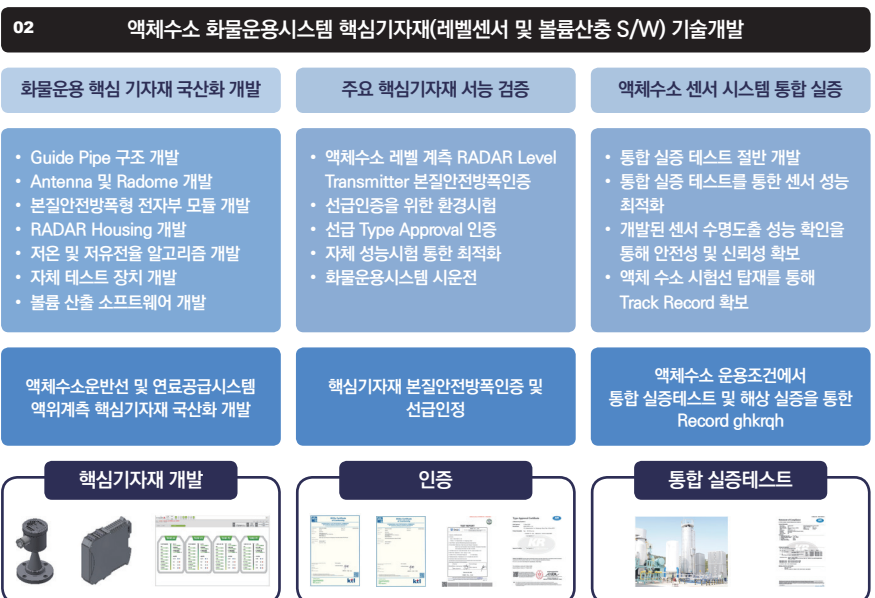 02 액체수소 화물운용시스템 핵심기자재(레벨센서 및 볼륨산충 S/W) 기술개발
화물운용 핵심 기자재 국산화 개발
• Guide Pipe 구조 개발
• Antenna 및 Radome 개발
• 본질안전방폭형 전자부 모듈 개발
• RADAR Housing 개발
• 저온 및 저유전율 알고리즘 개발
• 자체 테스트 장치 개발
• 볼륨 산출 소프트웨어 개발
액체수소운반선 및 연료공급시스템
액위계측 핵심기자재 국산화 개발
핵심기자재 개발
주요 핵심기자재 서능 검증
• 액체수소 레벨 계측 RADAR Level
Transmitter 본질안전방폭인증
• 선급인증을 위한 환경시험
• 선급 Type Approval 인증
• 자체 성능시험 통한 최적화
• 화물운용시스템 시운전
핵심기자재 본질안전방폭인증 및
선급인정
인증
ktl
ktl
액체수소 센서 시스템 통합 실증
• 통합 실증 테스트 절반 개발
• 통합 실증 테스트를 통한 센서 성능
최적화
• 개발된 센서 수명도출 성능 확인을
통해 안전성 및 신뢰성 확보
• 액체 수소 시험선 탑재를 통해
Track Record 확보
액체수소 운용조건에서
통합 실증테스트 및 해상 실증을 통한
Record ghkrqh
통합 실증테스트